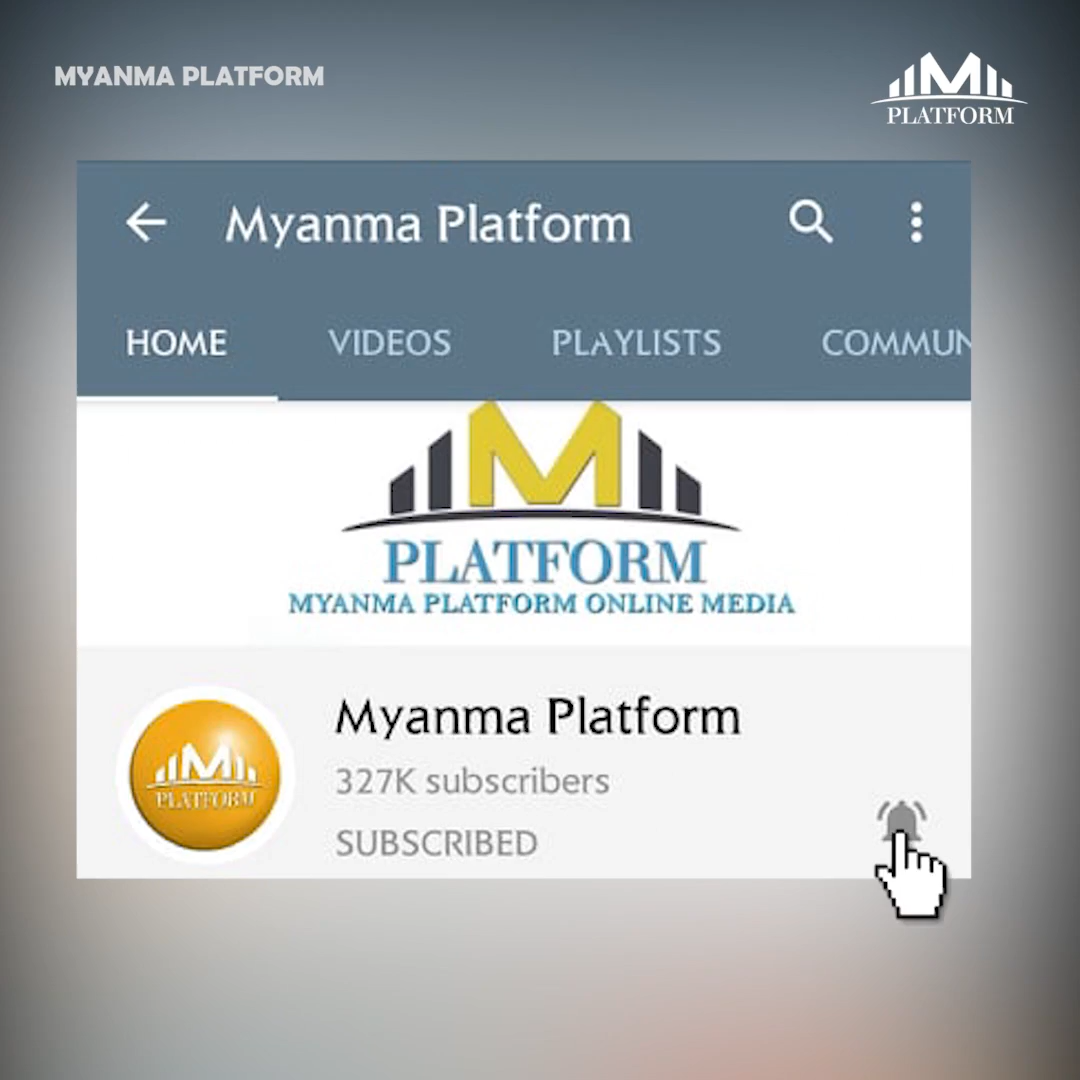 MYANMA PLATFORM
M
PLATFORM
Myanma Platform
HOME VIDEOS PLAYLISTS COMMUN
M
PLATFORM
MYANMA PLATFORM ONLINE MEDIA
Myanma Platform
327K subscribers
SUBSCRIBED
M
PLATFORM